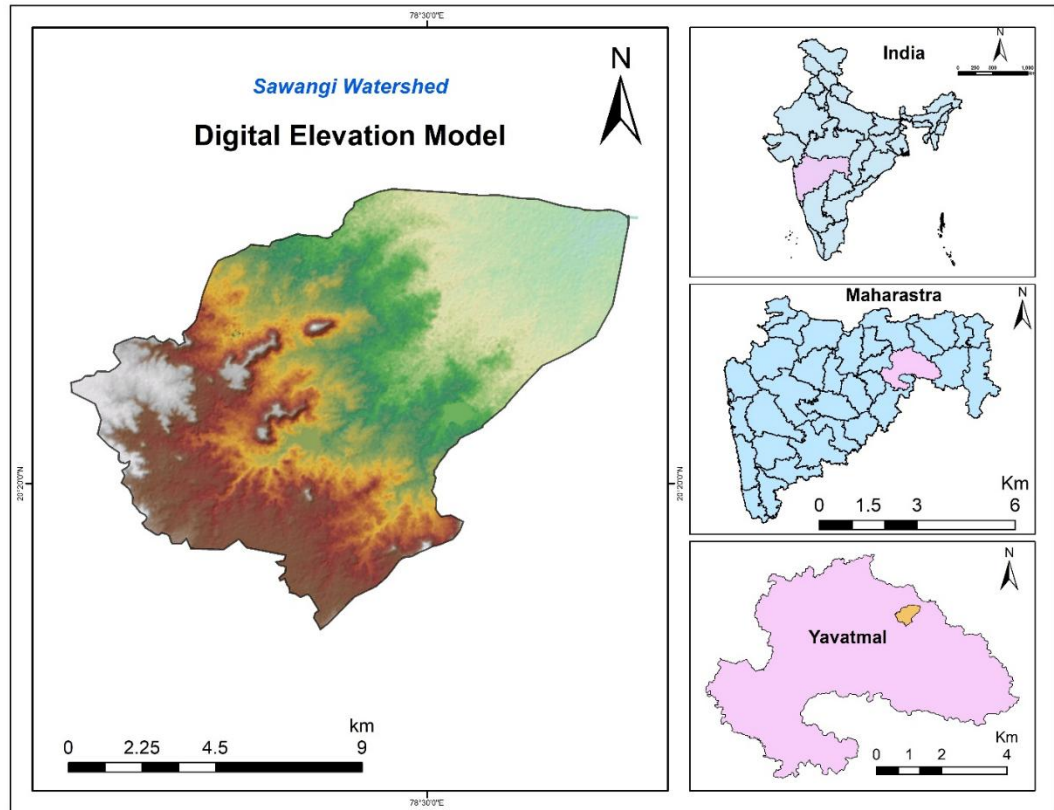 78°30'0"E
Sawangi Watershed
N
Digital Elevation Model
20°20'0"N
20°20'0"N
km
0 2.25 4.5 9
78°30'0"E
India
N
Maharastra
N
Km
0 1.5 3 6
N
Yavatmal
Km
0 1 2 4